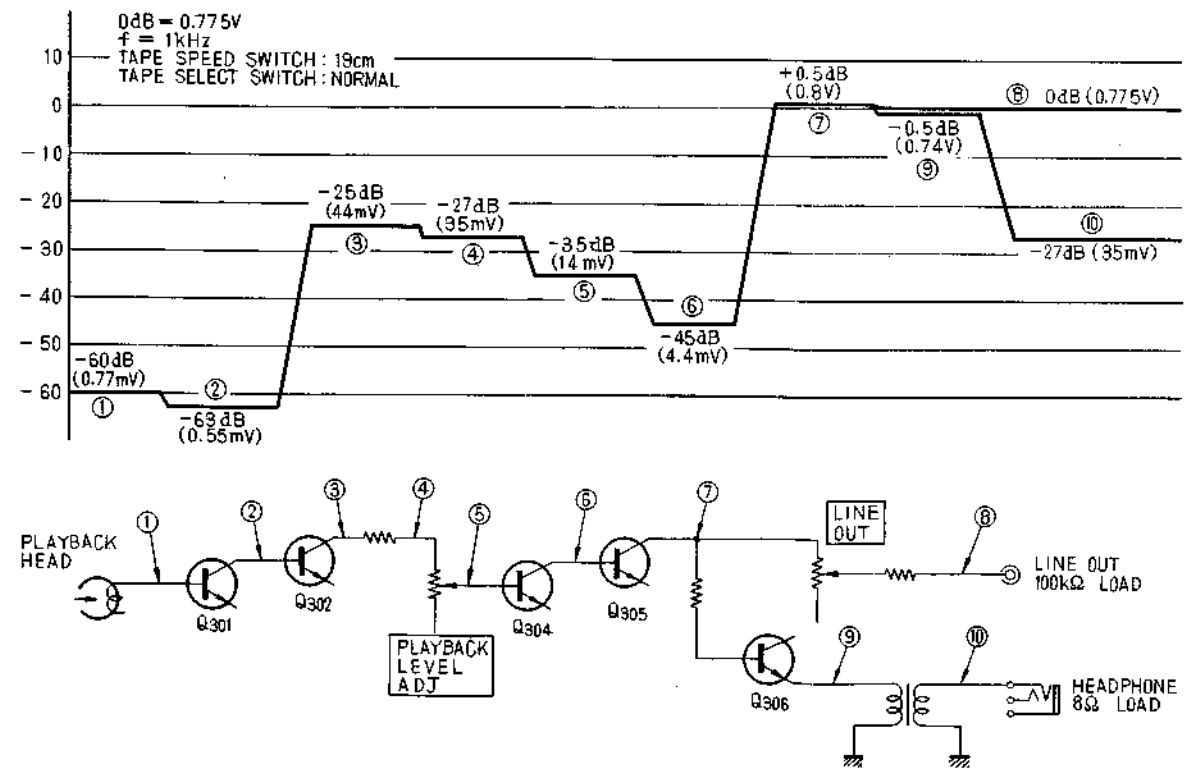 0dB = 0.775V
f = 1kHz
TAPE SPEED SWITCH : 19cm
TAPE SELECT SWITCH : NORMAL
10
0
-10
-20
-30
-40
-50
-60
-60dB
(0.77mV)
①
②
-63dB
(0.55mV)
-25dB
(44mV)
③
-27dB
(35mV)
④
-35dB
(14mV)
⑤
⑥
-45dB
(4.4mV)
+0.5dB
(0.8V)
⑦
⑧ 0dB (0.775V)
-0.5dB
(0.74V)
⑨
⑩
-27dB (35mV)
PLAYBACK
HEAD
①
Q301
②
Q302
③
④
PLAYBACK
LEVEL
ADJ
⑤
Q304
⑥
Q305
⑦
LINE
OUT
⑧
LINE OUT
100kΩ LOAD
Q306
⑨
⑩
HEADPHONE
8Ω LOAD